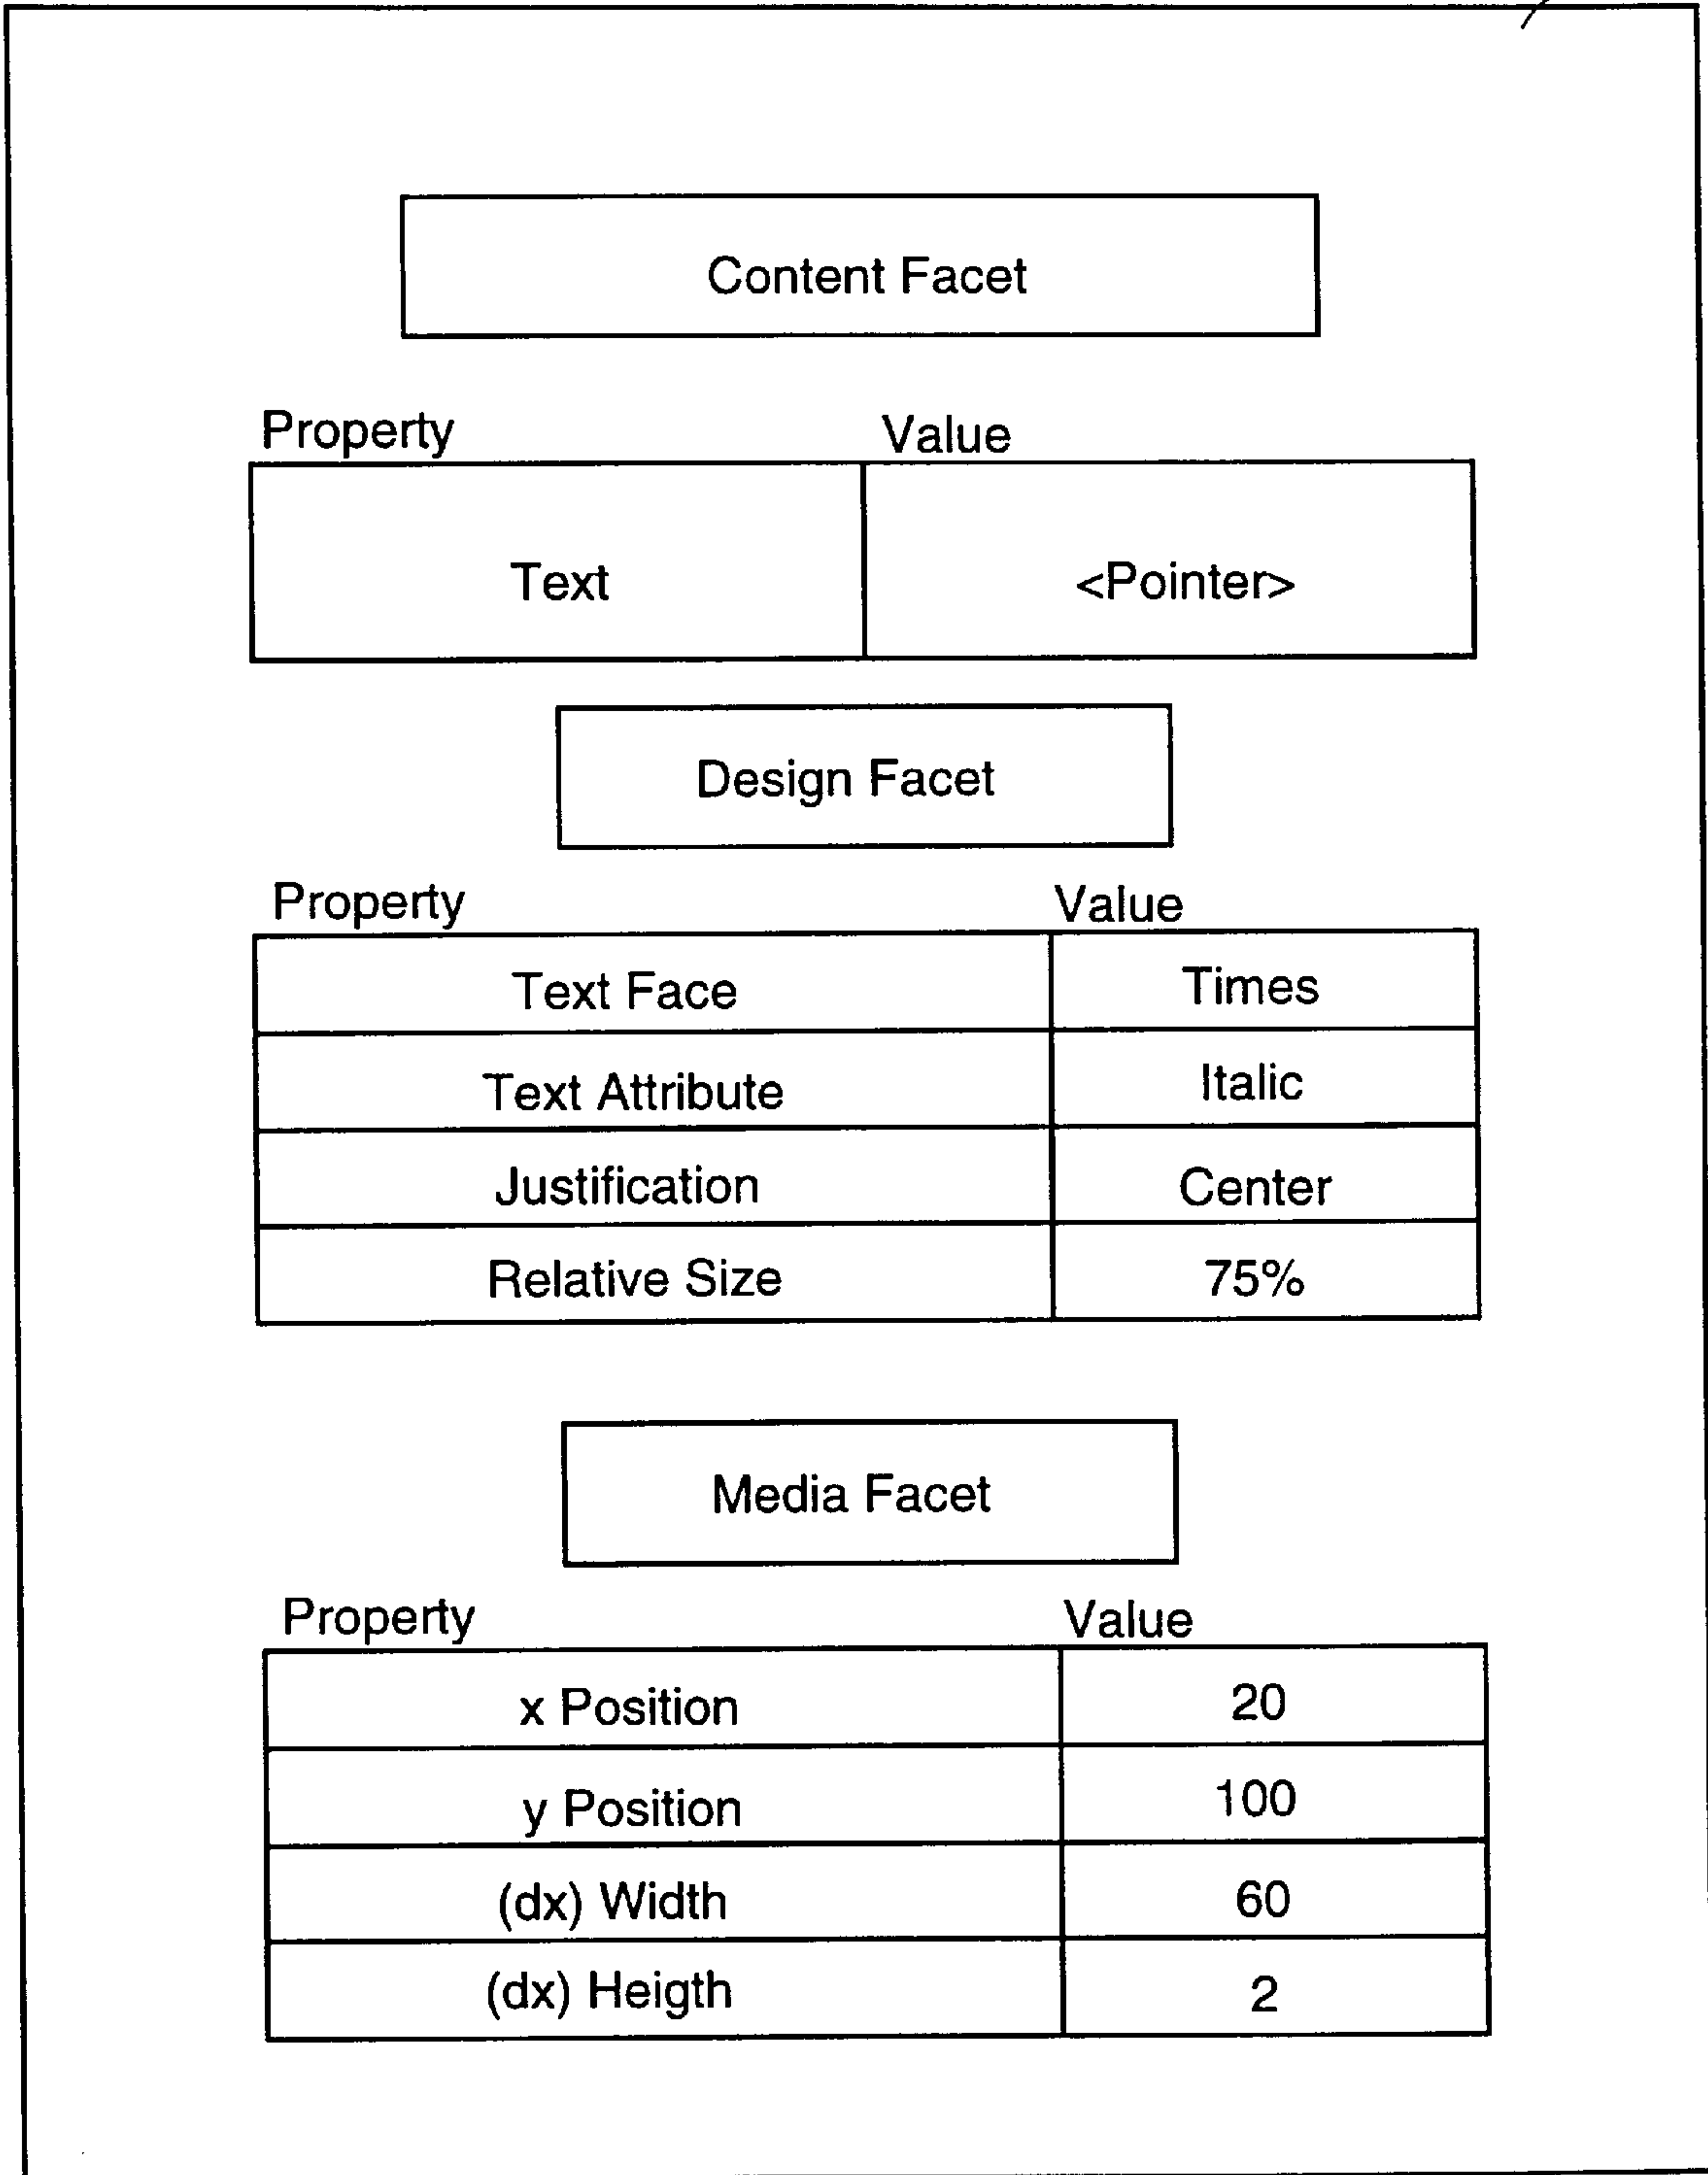 Content Facet
Property Value
Text <Pointer>
Design Facet
Property Value
Text Face Times
Text Attribute Italic
Justification Center
Relative Size 75%
Media Facet
Property Value
x Position 20
y Position 100
(dx) Width 60
(dx) Heigth 2